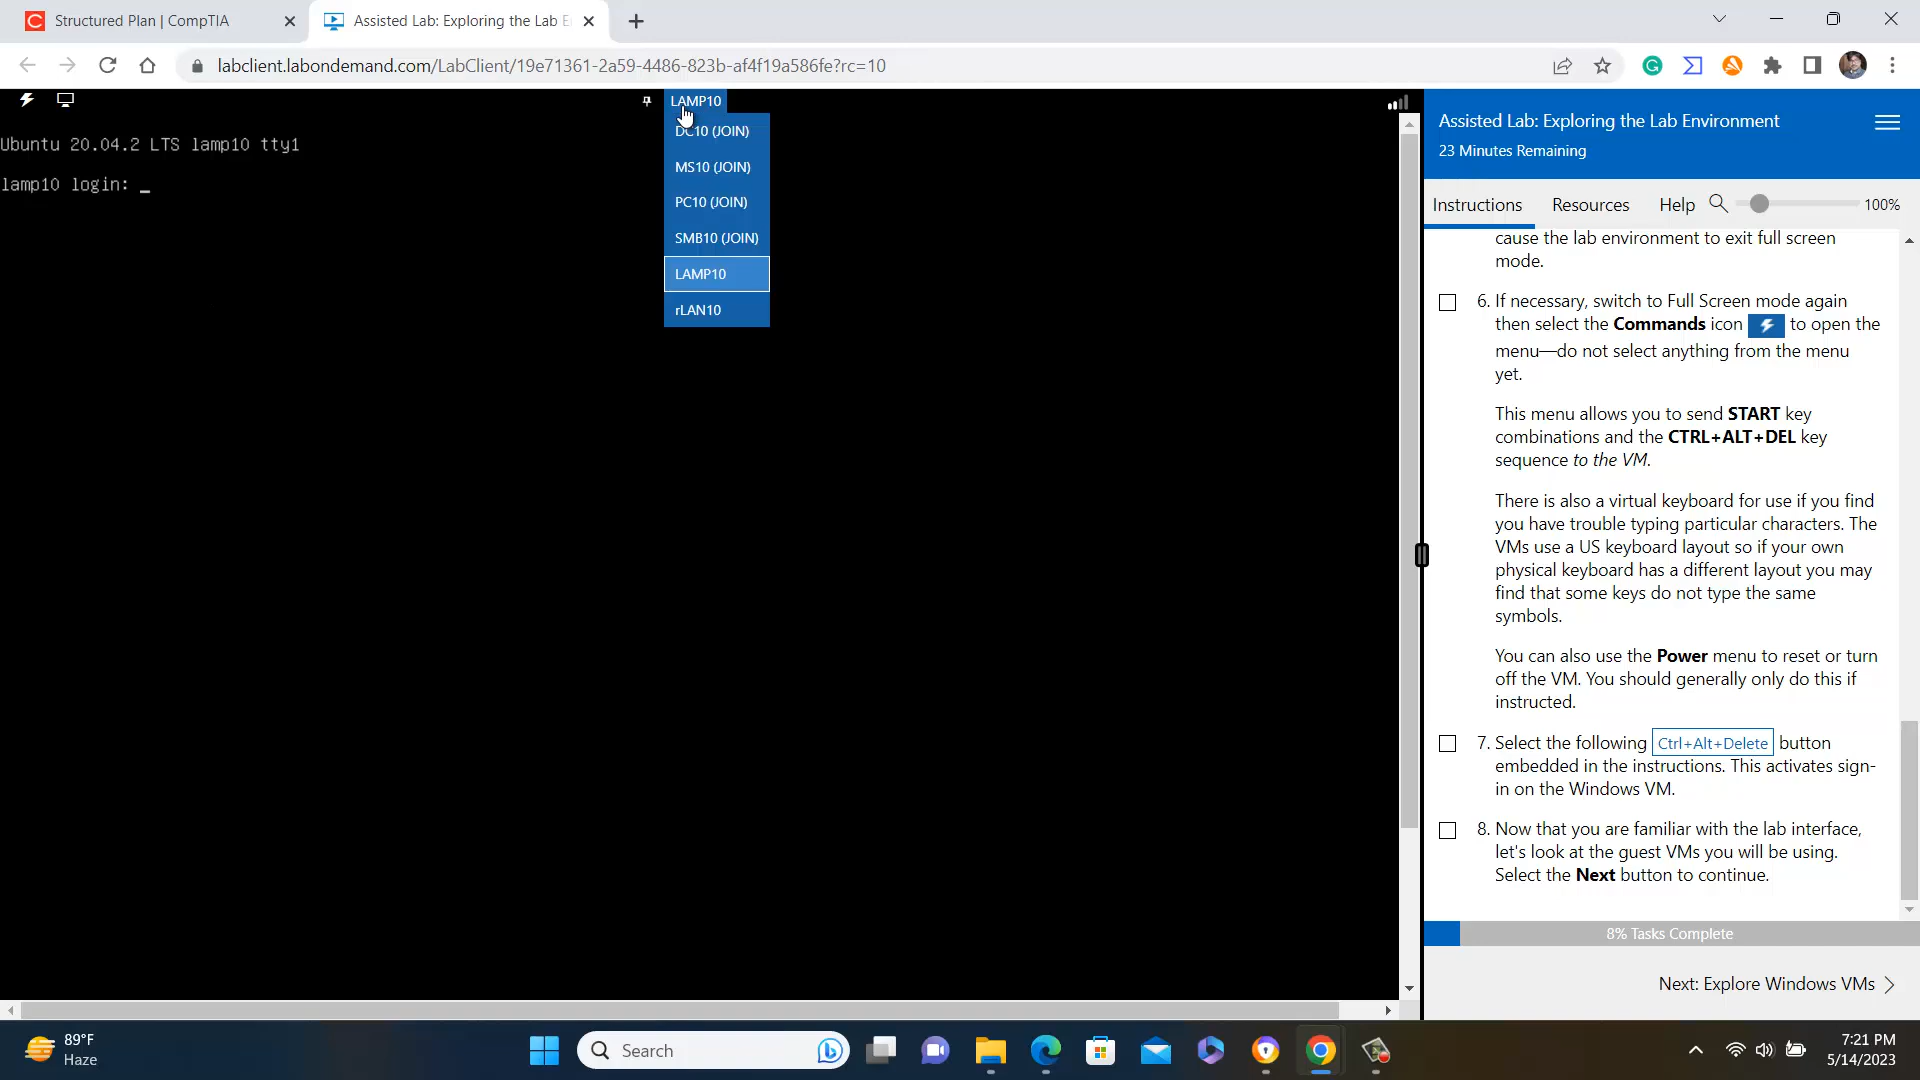 Structured Plan | CompTIA
Assisted Lab: Exploring the Lab E
labclient.labondemand.com/LabClient/19e71361-2a59-4486-823b-af4f19a586fe?rc=10
LAMP10
DC10 (JOIN)
MS10 (JOIN)
PC10 (JOIN)
SMB10 (JOIN)
LAMP10
rLAN10
Ubuntu 20.04.2 LTS lamp10 tty1
lamp10 login: _
Assisted Lab: Exploring the Lab Environment
23 Minutes Remaining
Instructions
Resources
Help
100%
cause the lab environment to exit full screen
mode.
6. If necessary, switch to Full Screen mode again
then select the Commands icon to open the
menu—do not select anything from the menu
yet.
This menu allows you to send START key
combinations and the CTRL+ALT+DEL key
sequence to the VM.
There is also a virtual keyboard for use if you find
you have trouble typing particular characters. The
VMs use a US keyboard layout so if your own
physical keyboard has a different layout you may
find that some keys do not type the same
symbols.
You can also use the Power menu to reset or turn
off the VM. You should generally only do this if
instructed.
7. Select the following Ctrl+Alt+Delete button
embedded in the instructions. This activates sign-
in on the Windows VM.
8. Now that you are familiar with the lab interface,
let's look at the guest VMs you will be using.
Select the Next button to continue.
8% Tasks Complete
Next: Explore Windows VMs
89°F
Haze
Search
7:21 PM
5/14/2023